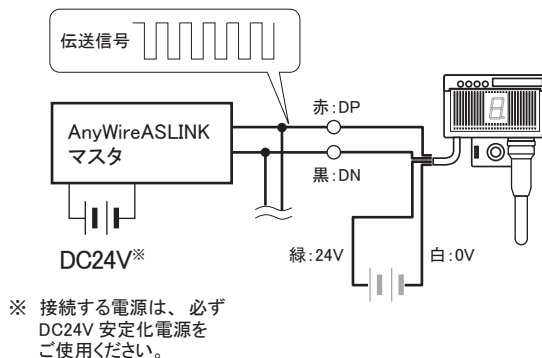 伝送信号
赤：DP
AnyWireASLINK
マスタ
黒：DN
DC24V※
緑：24V
白：0V
※ 接続する電源は、必ず
DC24V 安定化電源を
ご使用ください。